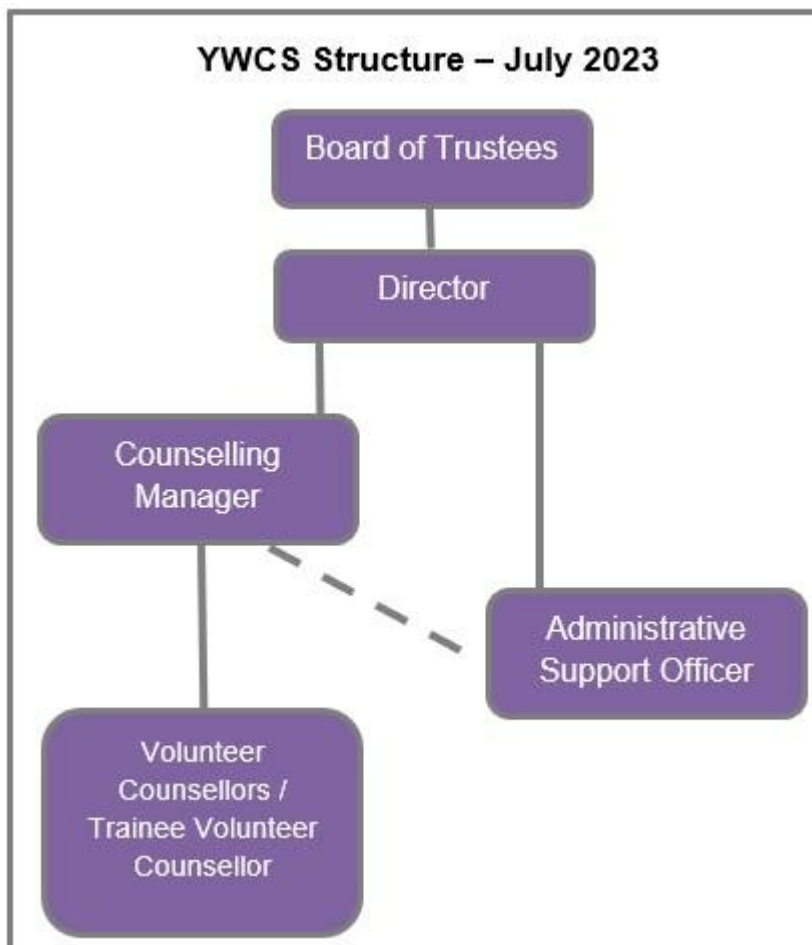 YWCS Structure – July 2023
Board of Trustees
Director
Counselling
Manager
Administrative
Support Officer
Volunteer
Counsellors /
Trainee Volunteer
Counsellor